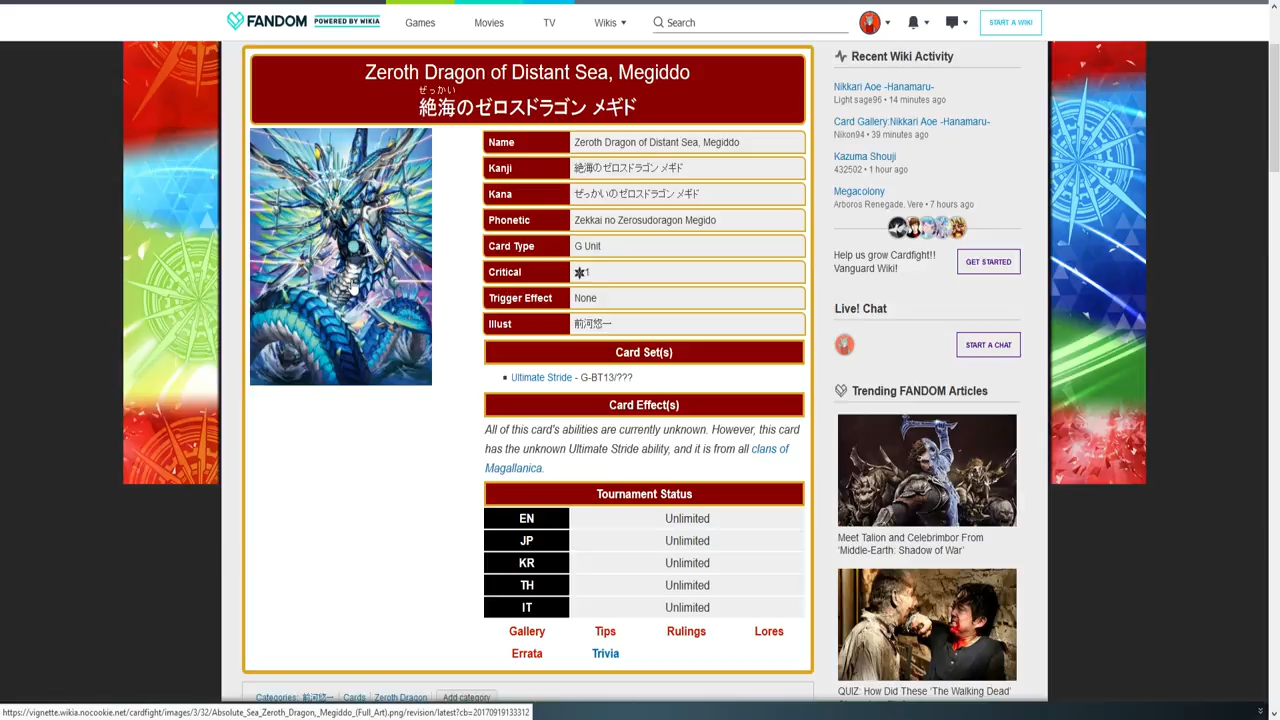 FANDOM POWERED BY WIKIA Games Movies TV Wikis Search START A WIKI
Zeroth Dragon of Distant Sea, Megiddo
ぜっかい
絶海のゼロスドラゴン メギド
Name Zeroth Dragon of Distant Sea, Megiddo
Kanji 絶海のゼロスドラゴン メギド
Kana ぜっかいのゼロスドラゴン メギド
Phonetic Zekkai no Zerosudoragon Megido
Card Type G Unit
Critical 1
Trigger Effect None
Illust 前河悠一
Card Set(s)
Ultimate Stride - G-BT13/???
Card Effect(s)
All of this card's abilities are currently unknown. However, this card
has the unknown Ultimate Stride ability, and it is from all clans of
Magallanica.
Tournament Status
EN Unlimited
JP Unlimited
KR Unlimited
TH Unlimited
IT Unlimited
Gallery Tips Rulings Lores
Errata Trivia
Categories: 前河悠一 Cards Zeroth Dragon Add category
Recent Wiki Activity
Nikkari Aoe -Hanamaru-
Light sage96 • 14 minutes ago
Card Gallery:Nikkari Aoe -Hanamaru-
Nikon94 • 39 minutes ago
Kazuma Shouji
432502 • 1 hour ago
Megacolony
Arboros Renegade, Vere • 7 hours ago
Help us grow Cardfight!!
Vanguard Wiki!
GET STARTED
Live! Chat
START A CHAT
Trending FANDOM Articles
Meet Talion and Celebrimbor From
'Middle-Earth: Shadow of War'
QUIZ: How Did These 'The Walking Dead'
https://vignette.wikia.nocookie.net/cardfight/images/3/32/Absolute_Sea_Zeroth_Dragon,_Megiddo_(Full_Art).png/revision/latest?cb=20170919133312